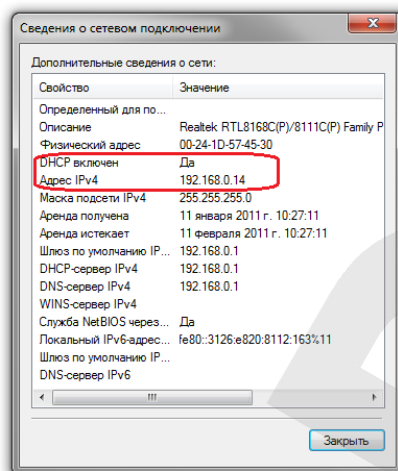 Сведения о сетевом подключении
Дополнительные сведения о сети:
Свойство Значение
Определенный для по...
Описание Realtek RTL8168C(P)/8111C(P) Family P
Физический адрес 00-24-1D-57-45-30
DHCP включен Да
Адрес IPv4 192.168.0.14
Маска подсети IPv4 255.255.255.0
Аренда получена 11 января 2011 г. 10:27:11
Аренда истекает 11 февраля 2011 г. 10:27:11
Шлюз по умолчанию IP... 192.168.0.1
DHCP-сервер IPv4 192.168.0.1
DNS-сервер IPv4 192.168.0.1
WINS-сервер IPv4
Служба NetBIOS через... Да
Локальный IPv6-адрес... fe80::3126:e820:8112:163%11
Шлюз по умолчанию IP...
DNS-сервер IPv6
Закрыть